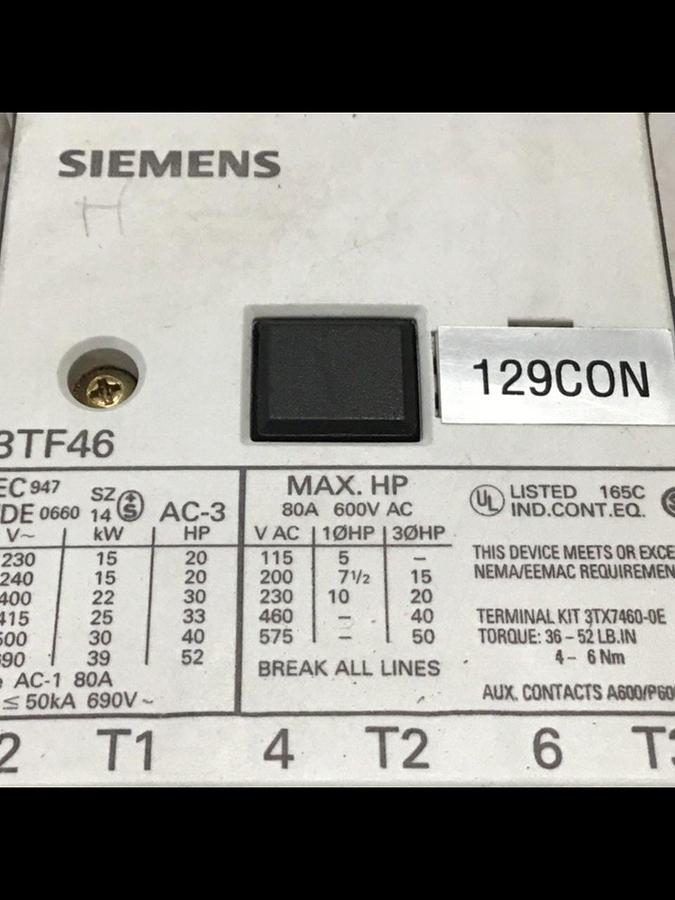 SIEMENS
H
129CON
3TF46
EC 947 SZ
VDE 0660 14 AC-3
V~ kW HP
230 15 20
240 15 20
400 22 30
415 25 33
500 30 40
690 39 52
AC-1 80A
≤ 50kA 690V~
MAX. HP
80A 600V AC
V AC 1ØHP 3ØHP
115 5 –
200 7 1/2 15
230 10 20
460 – 40
575 – 50
BREAK ALL LINES
UL LISTED 165C
IND.CONT.EQ.
THIS DEVICE MEETS OR EXCE
NEMA/EEMAC REQUIREMEN
TERMINAL KIT 3TX7460-0E
TORQUE: 36 – 52 LB.IN
4 – 6 Nm
AUX. CONTACTS A600/P60
2 T1 4 T2 6 T3